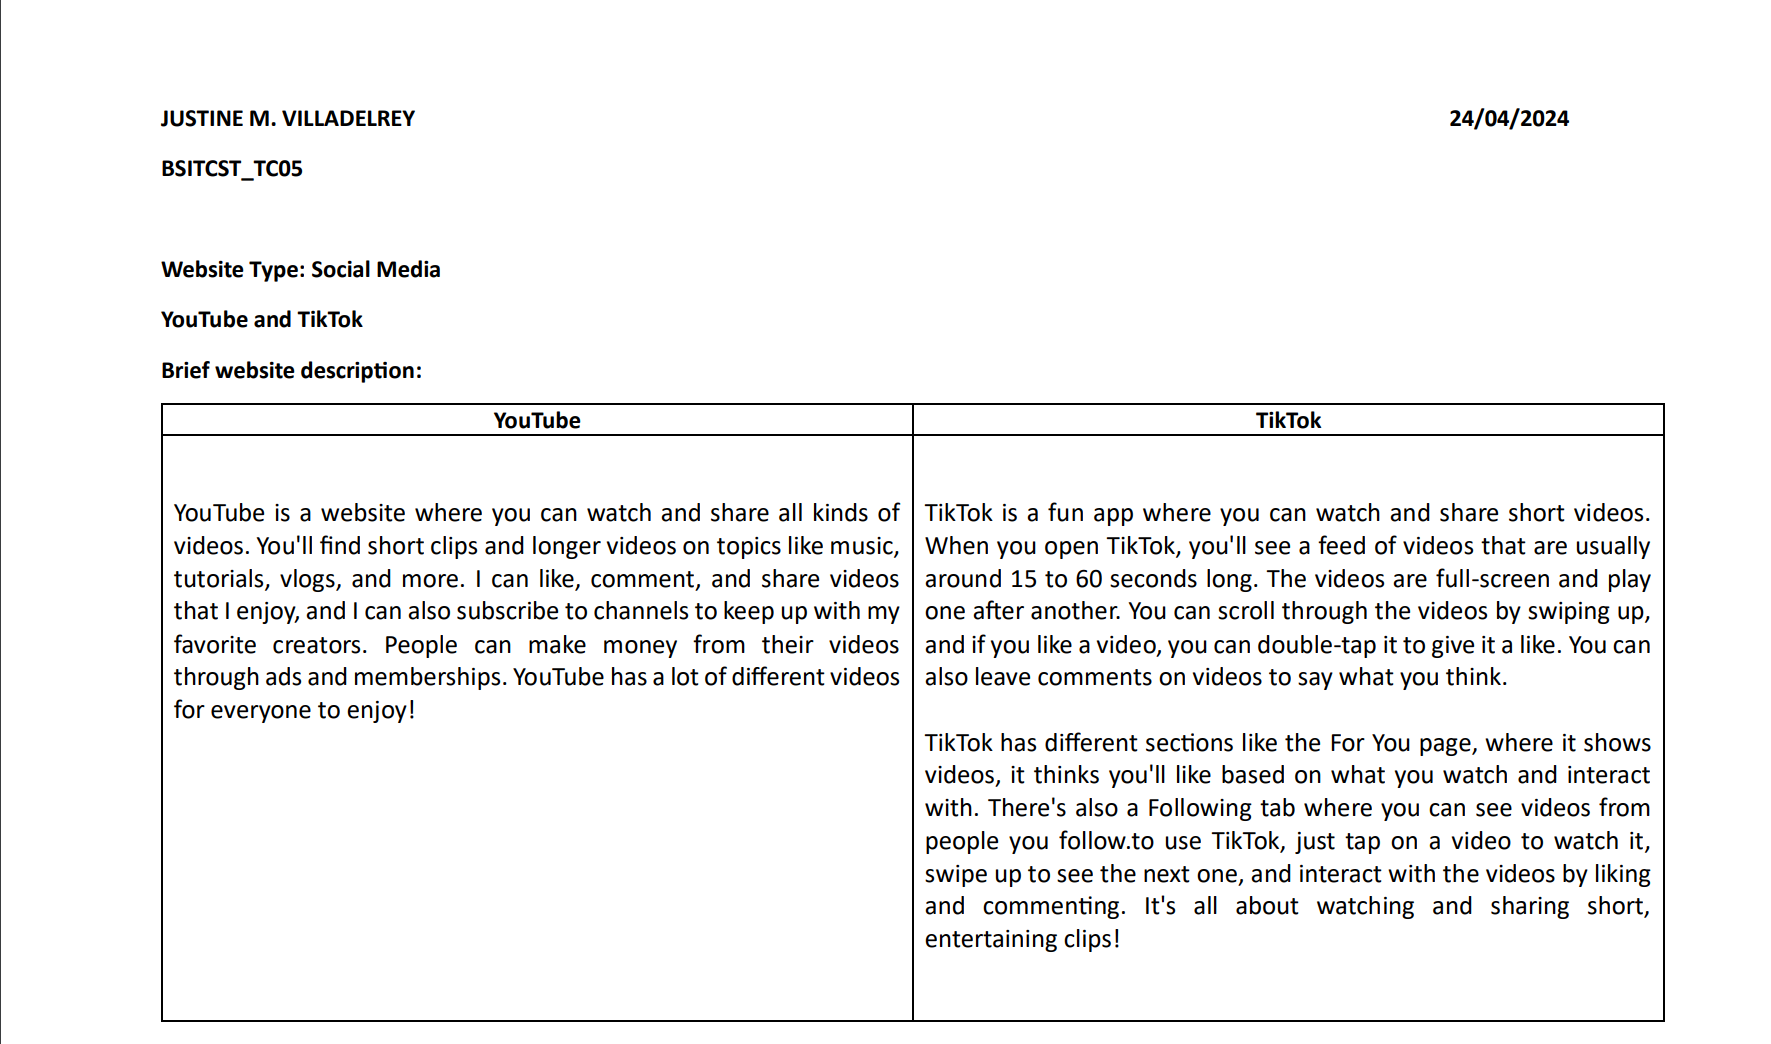 JUSTINE M. VILLADELREY 24/04/2024
BSITCST_TC05
Website Type: Social Media
YouTube and TikTok
Brief website description:
YouTube TikTok
YouTube is a website where you can watch and share all kinds of
videos. You'll find short clips and longer videos on topics like music,
tutorials, vlogs, and more. I can like, comment, and share videos
that I enjoy, and I can also subscribe to channels to keep up with my
favorite creators. People can make money from their videos
through ads and memberships. YouTube has a lot of different videos
for everyone to enjoy!
TikTok is a fun app where you can watch and share short videos.
When you open TikTok, you'll see a feed of videos that are usually
around 15 to 60 seconds long. The videos are full-screen and play
one after another. You can scroll through the videos by swiping up,
and if you like a video, you can double-tap it to give it a like. You can
also leave comments on videos to say what you think.
TikTok has different sections like the For You page, where it shows
videos, it thinks you'll like based on what you watch and interact
with. There's also a Following tab where you can see videos from
people you follow.to use TikTok, just tap on a video to watch it,
swipe up to see the next one, and interact with the videos by liking
and commenting. It's all about watching and sharing short,
entertaining clips!